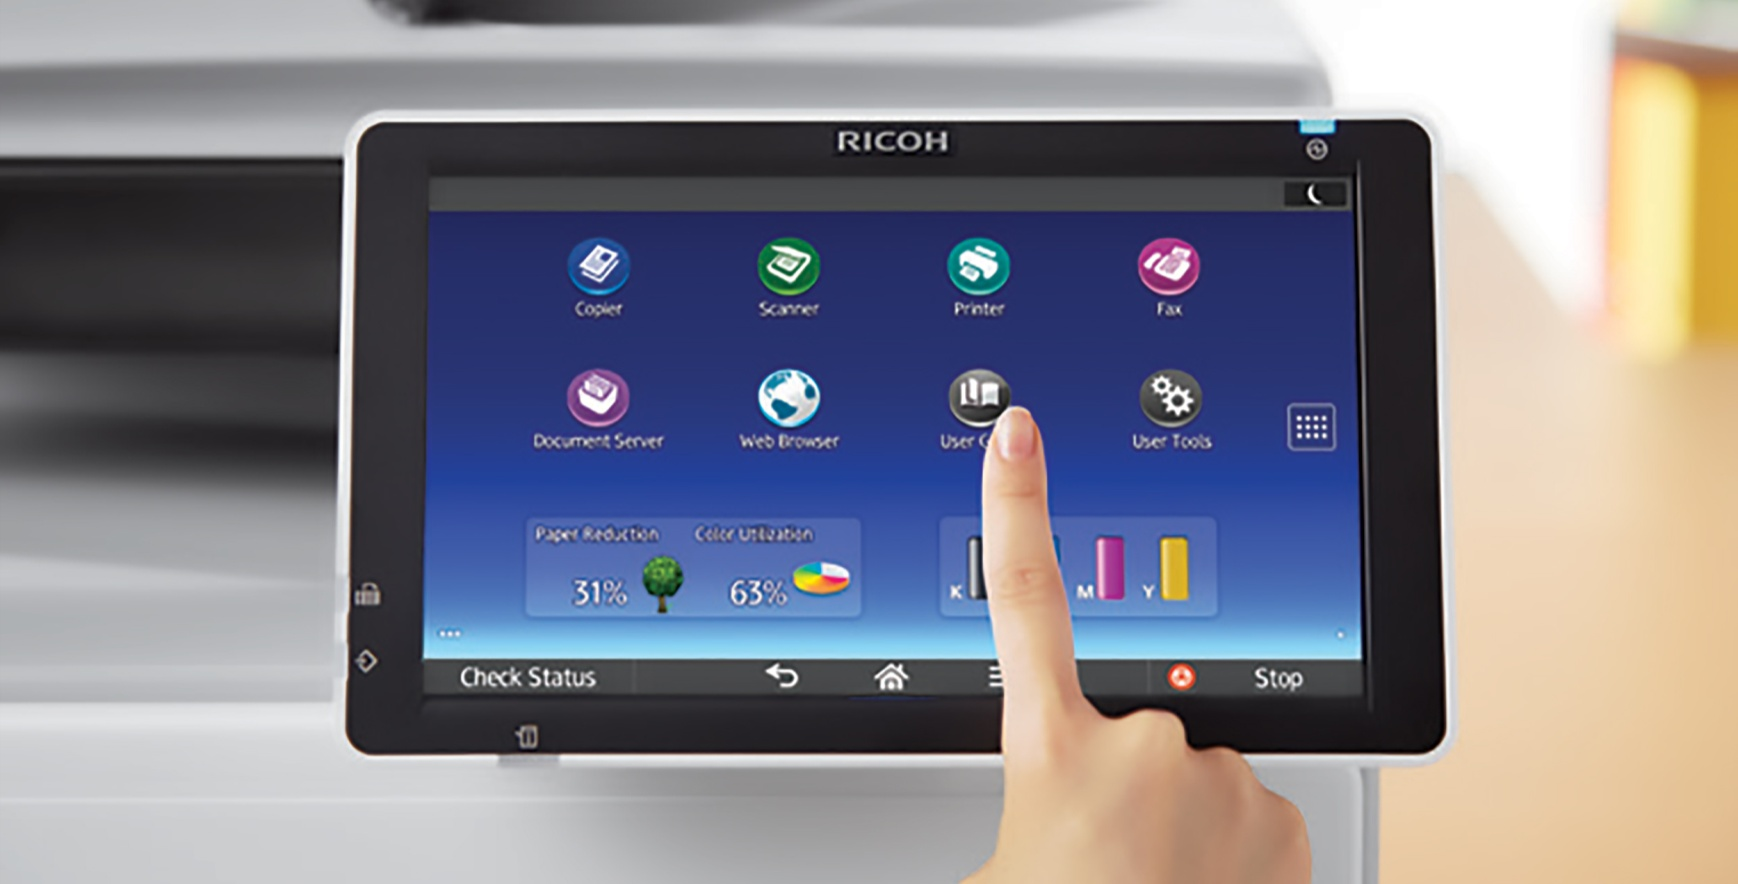 RICOH
Copier
Scanner
Printer
Fax
Document Server
Web Browser
User
User Tools
Paper Reduction
Color Utilization
31%
63%
K
M
Y
Check Status
Stop